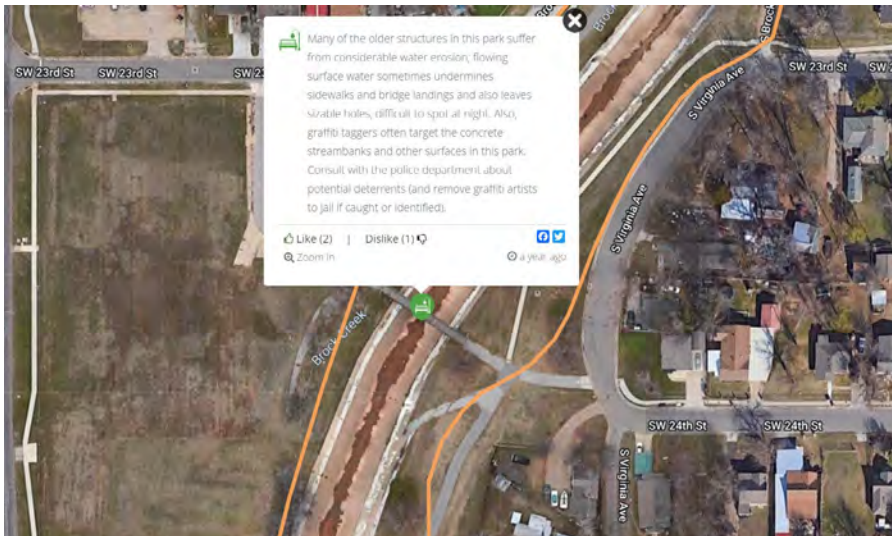 Brock
S Brock
Many of the older structures in this park suffer
from considerable water erosion; flowing
surface water sometimes undermines
sidewalks and bridge landings and also leaves
sizable holes, difficult to spot at night. Also,
graffiti taggers often target the concrete
streambanks and other surfaces in this park.
Consult with the police department about
potential deterrents (and remove graffiti artists
to jail if caught or identified).
Like (2) | Dislike (1)
Zoom in a year ago
SW 23rd St SW 23rd St SW 2
SW 23rd St SW 2
S Virginia Ave
S Virginia Ave
Brock Creek
SW 24th St SW 24th St
S Virginia Ave